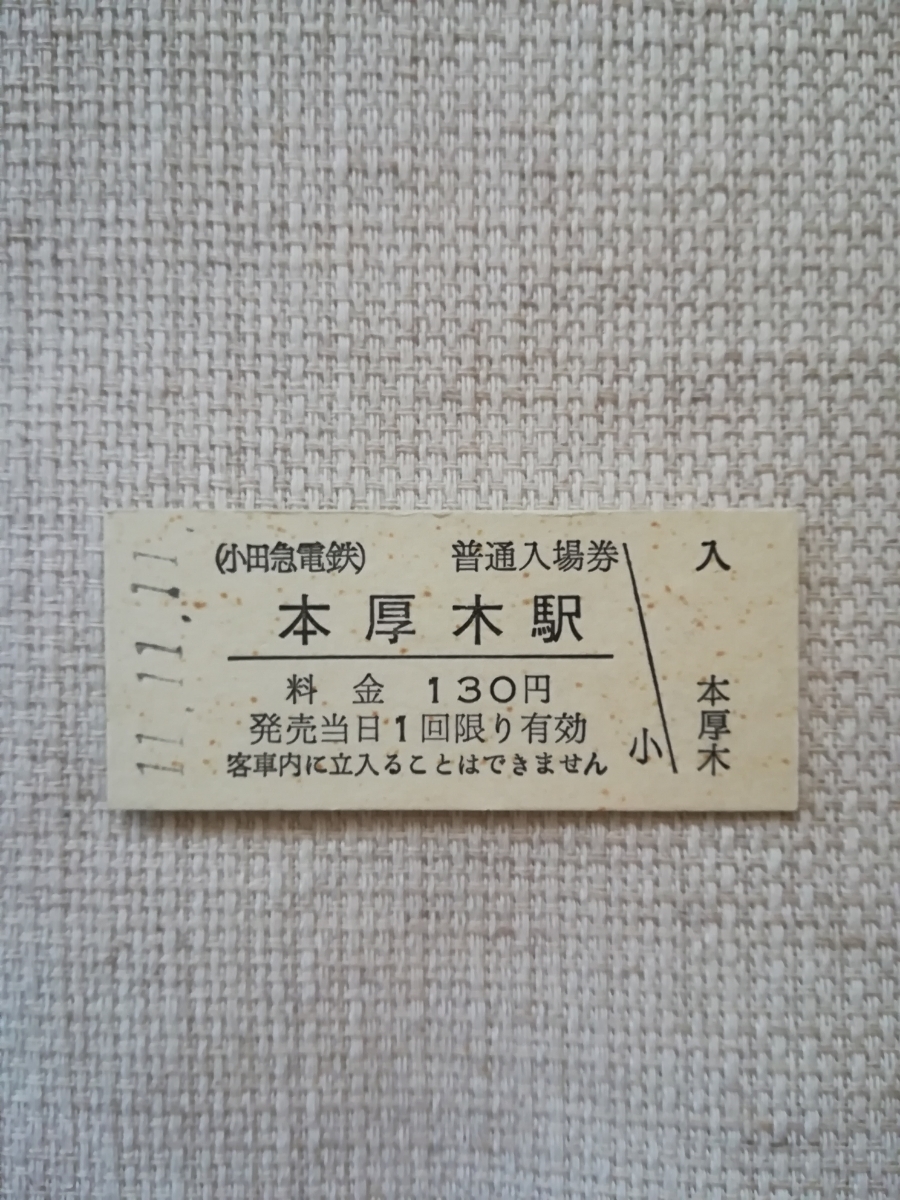 11.11.11.
(小田急電鉄) 普通入場券
本厚木駅
料金 130円
発売当日1回限り有効
客車内に立入ることはできません
小
入
本厚木